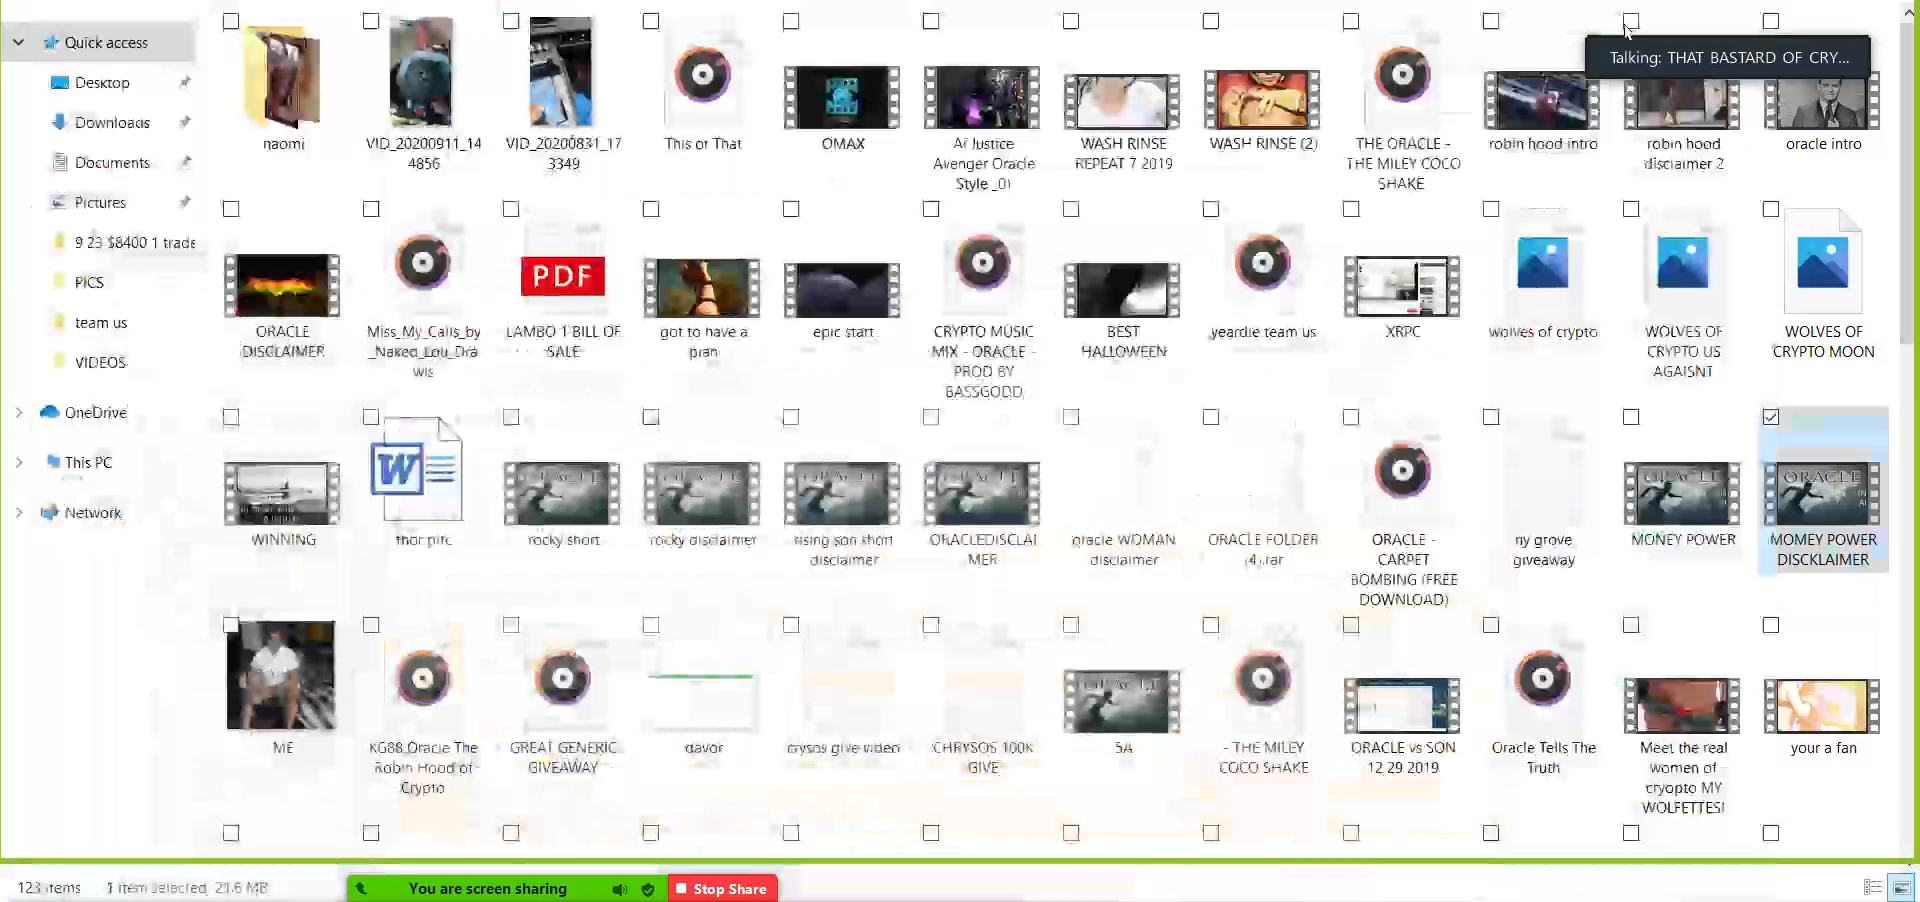 Quick access
Desktop
Downloads
Documents
Pictures
9 23 $8400 1 trade
PICS
team us
VIDEOS
OneDrive
This PC
Network
Talking: THAT BASTARD OF CRY...
naomi
VID_20200911_14
4856
VID_20200831_17
3349
This or That
OMAX
Ai Justice
Avenger Oracle
Style _01
WASH RINSE
REPEAT 7 2019
WASH RINSE (2)
THE ORACLE -
THE MILEY COCO
SHAKE
robin hood intro
robin hood
disclaimer 2
oracle intro
ORACLE
DISCLAIMER
Miss_My_Calls_by
_Naked_Lou_Dra
wis
PDF
LAMBO 1 BILL OF
SALE
got to have a
plan
epic start
CRYPTO MUSIC
MIX - ORACLE -
PROD BY
BASSGODD
BEST
HALLOWEEN
yeardie team us
XRPC
wolves of crypto
WOLVES OF
CRYPTO US
AGAISNT
WOLVES OF
CRYPTO MOON
WINNING
W
thor
ORACLE
rocky short
ORACLE
rocky disclaimer
ORACLE
rising son short
disclaimer
ORACLE
ORACLEDISCLAI
MER
oracle WOMAN
disclaimer
ORACLE FOLDER
(4).rar
ORACLE -
CARPET
BOMBING (FREE
DOWNLOAD)
ny grove
giveaway
ORACLE
MONEY POWER
ORACLE
IN
AI
MOMEY POWER
DISCKLAIMER
ME
KG88 Oracle The
Robin Hood of
Crypto
GREAT GENERIC
GIVEAWAY
davor
crysos give video
CHRYSOS 100K
GIVE
ORACLE
5A
- THE MILEY
COCO SHAKE
ORACLE vs SON
12 29 2019
Oracle Tells The
Truth
Meet the real
women of
cryopto MY
WOLFETTES!
your a fan
123 items
1 item selected 21.6 MB
You are screen sharing
Stop Share